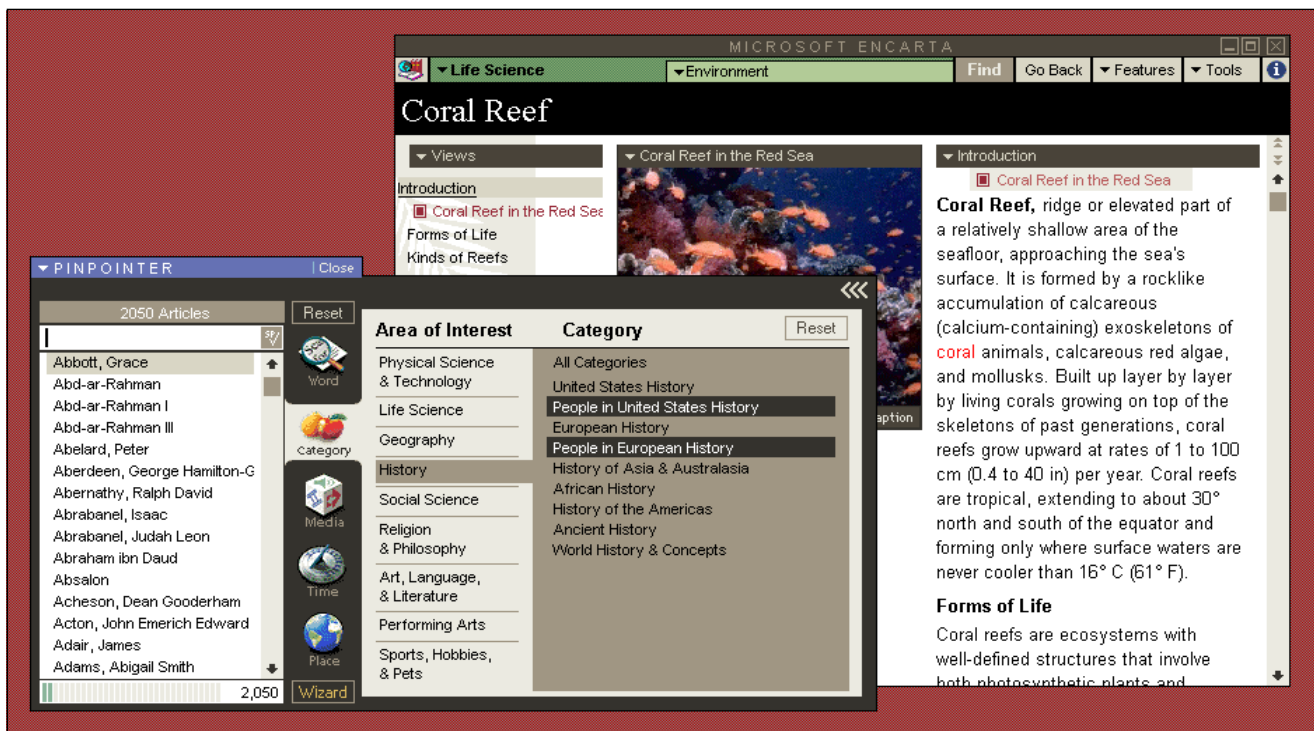 MICROSOFT ENCARTA
Life Science
Environment
Find
Go Back
Features
Tools
Coral Reef
Views
Introduction
Coral Reef in the Red Sea
Forms of Life
Kinds of Reefs
Coral Reef in the Red Sea
Introduction
Coral Reef in the Red Sea
Coral Reef, ridge or elevated part of
a relatively shallow area of the
seafloor, approaching the sea's
surface. It is formed by a rocklike
accumulation of calcareous
(calcium-containing) exoskeletons of
coral animals, calcareous red algae,
and mollusks. Built up layer by layer
by living corals growing on top of the
skeletons of past generations, coral
reefs grow upward at rates of 1 to 100
cm (0.4 to 40 in) per year. Coral reefs
are tropical, extending to about 30°
north and south of the equator and
forming only where surface waters are
never cooler than 16° C (61° F).
Forms of Life
Coral reefs are ecosystems with
well-defined structures that involve
both photosynthetic plants and
PINPOINTER
Close
2050 Articles
Abbott, Grace
Abd-ar-Rahman
Abd-ar-Rahman I
Abd-ar-Rahman III
Abelard, Peter
Aberdeen, George Hamilton-G
Abernathy, Ralph David
Abrabanel, Isaac
Abrabanel, Judah Leon
Abraham ibn Daud
Absalon
Acheson, Dean Gooderham
Acton, John Emerich Edward
Adair, James
Adams, Abigail Smith
2,050
Reset
Word
Category
Media
Time
Place
Wizard
Area of Interest
Physical Science
& Technology
Life Science
Geography
History
Social Science
Religion
& Philosophy
Art, Language,
& Literature
Performing Arts
Sports, Hobbies,
& Pets
Category
Reset
All Categories
United States History
People in United States History
European History
People in European History
History of Asia & Australasia
African History
History of the Americas
Ancient History
World History & Concepts